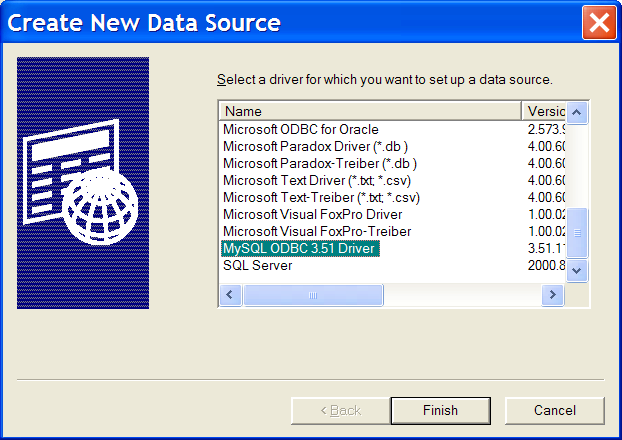 Create New Data Source
Select a driver for which you want to set up a data source.
Name Versic
Microsoft ODBC for Oracle 2.573.9
Microsoft Paradox Driver (*.db ) 4.00.60
Microsoft Paradox-Treiber (*.db ) 4.00.60
Microsoft Text Driver (*.txt; *.csv) 4.00.60
Microsoft Text-Treiber (*.txt; *.csv) 4.00.60
Microsoft Visual FoxPro Driver 1.00.02
Microsoft Visual FoxPro-Treiber 1.00.02
MySQL ODBC 3.51 Driver 3.51.11
SQL Server 2000.8
< Back Finish Cancel